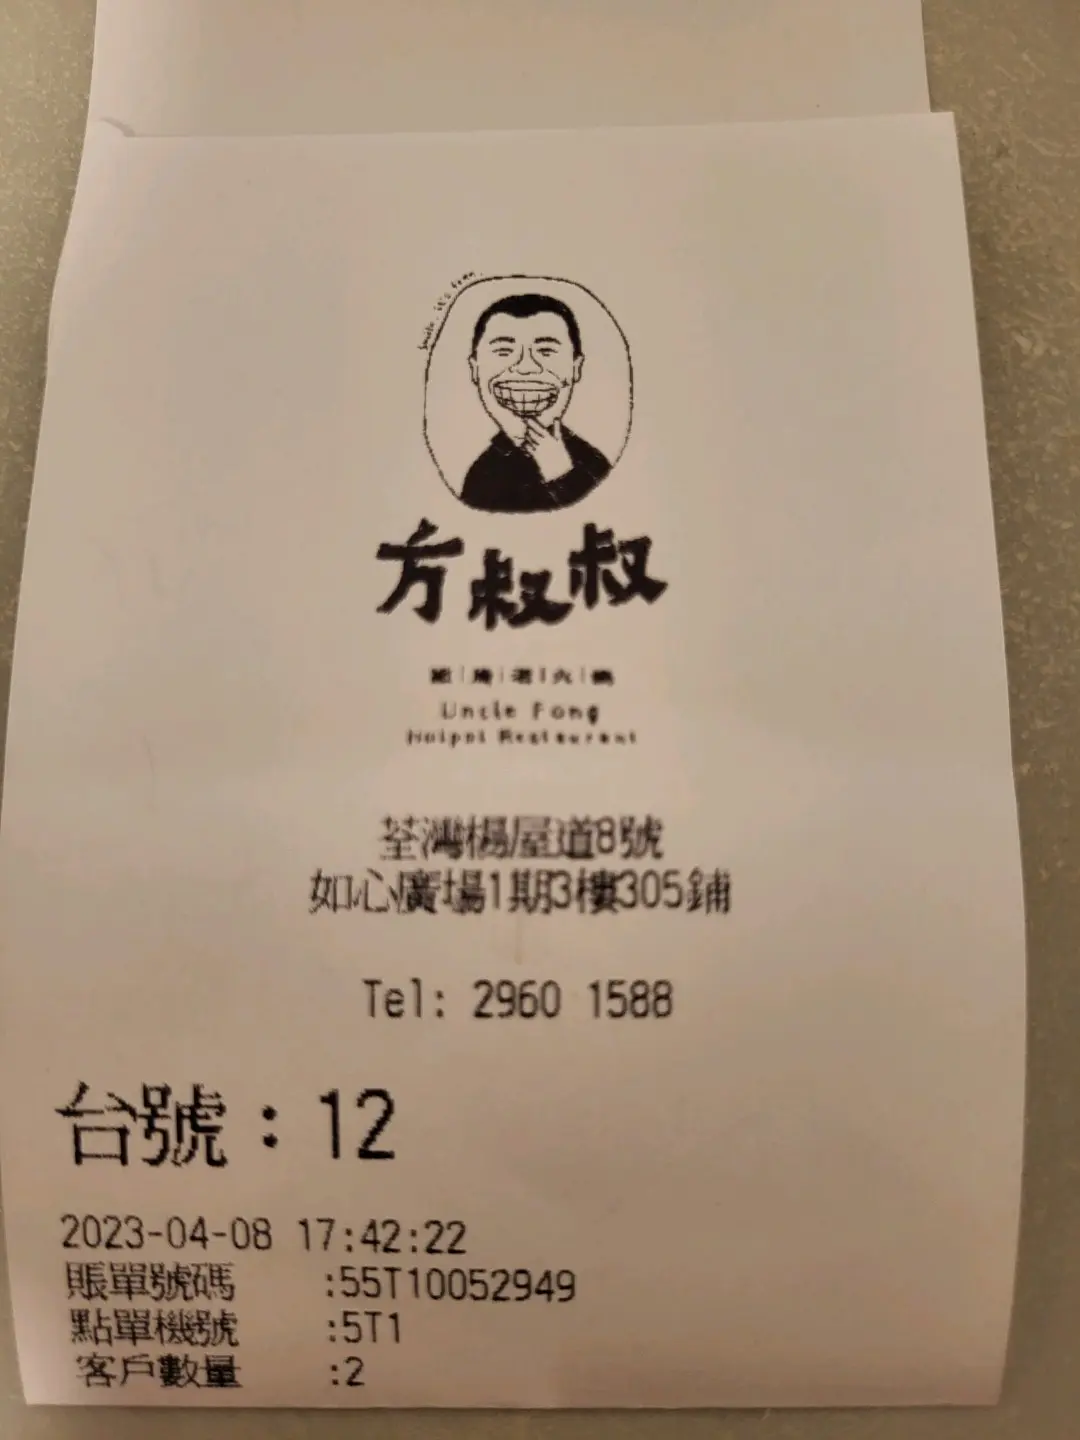 方叔叔
Uncle Fong
Hoipai Restaurant
荃灣楊屋道8號
如心廣場1期3樓305鋪
Tel: 2960 1588
台號：12
2023-04-08 17:42:22
賬單號碼 :55T10052949
點單機號 :5T1
客戶數量 :2